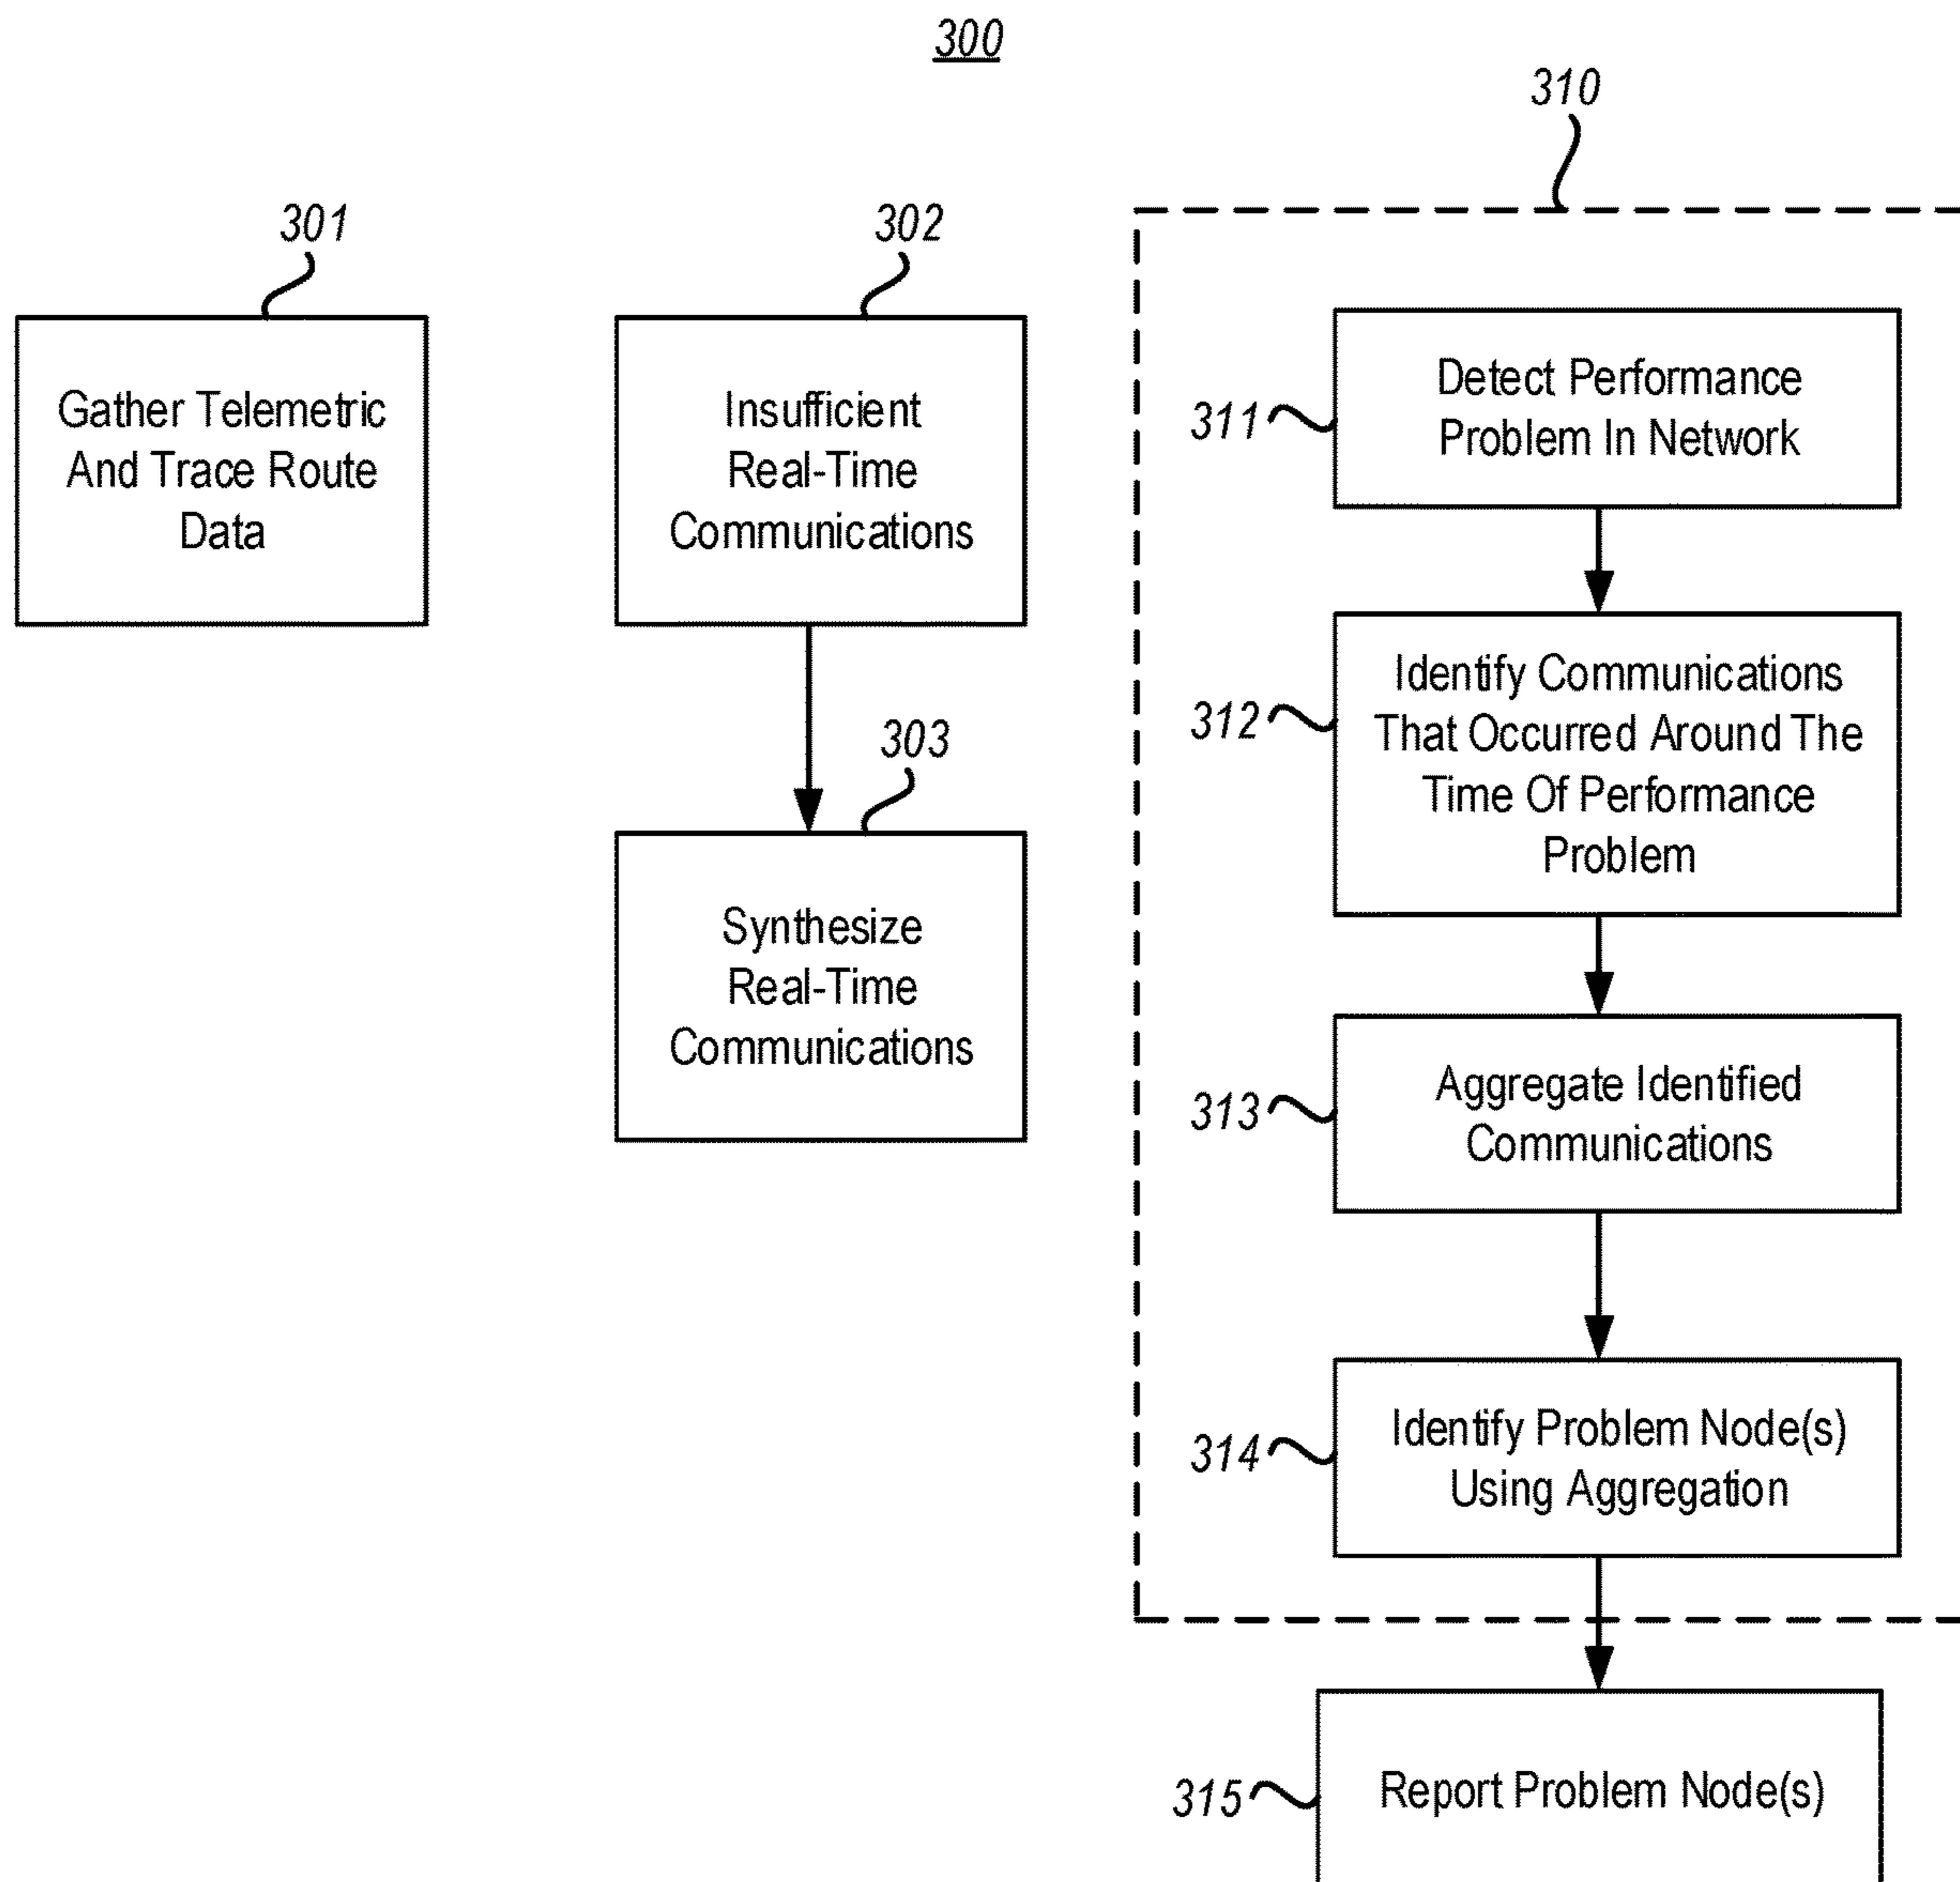 300
310
301
Gather Telemetric
And Trace Route
Data
302
Insufficient
Real-Time
Communications
303
Synthesize
Real-Time
Communications
311
Detect Performance
Problem In Network
312
Identify Communications
That Occurred Around The
Time Of Performance
Problem
313
Aggregate Identified
Communications
314
Identify Problem Node(s)
Using Aggregation
315
Report Problem Node(s)